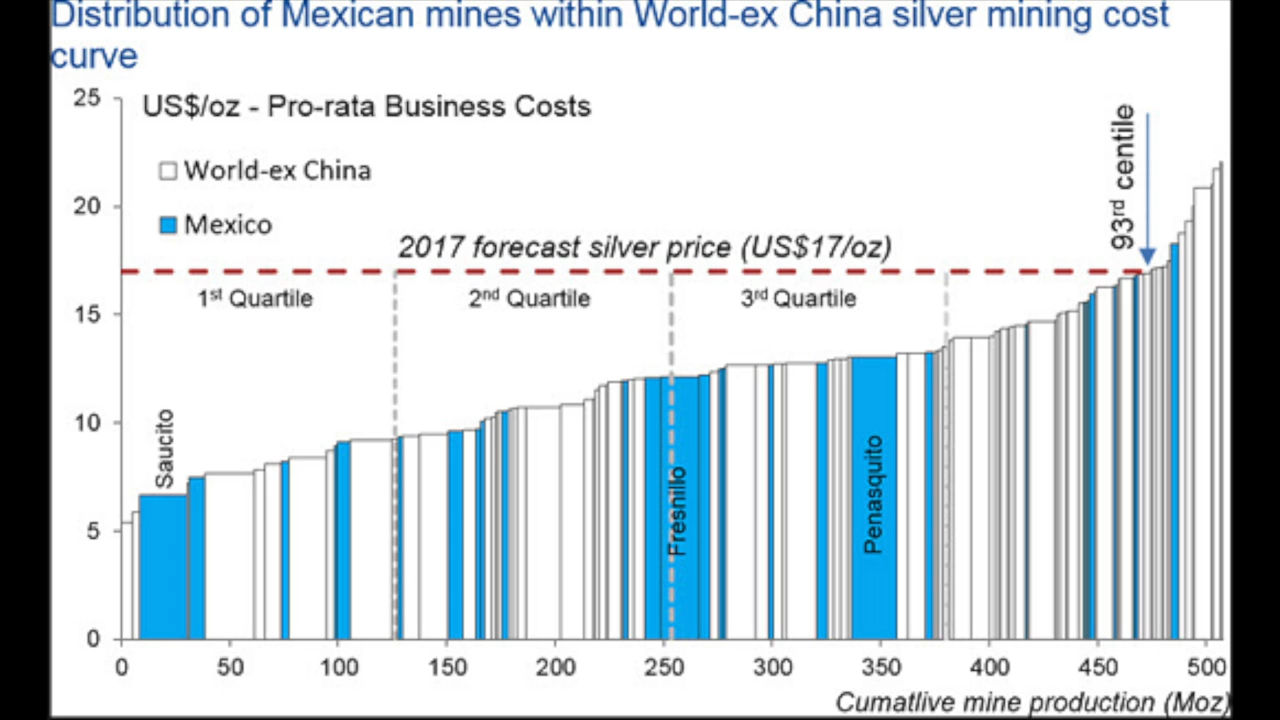 Distribution of Mexican mines within World-ex China silver mining cost
curve
US$/oz - Pro-rata Business Costs
World-ex China
Mexico
2017 forecast silver price (US$17/oz)
93rd centile
1st Quartile
2nd Quartile
3rd Quartile
Saucito
Fresnillo
Penasquito
25
20
15
10
5
0
0 50 100 150 200 250 300 350 400 450 500
Cumatlive mine production (Moz)